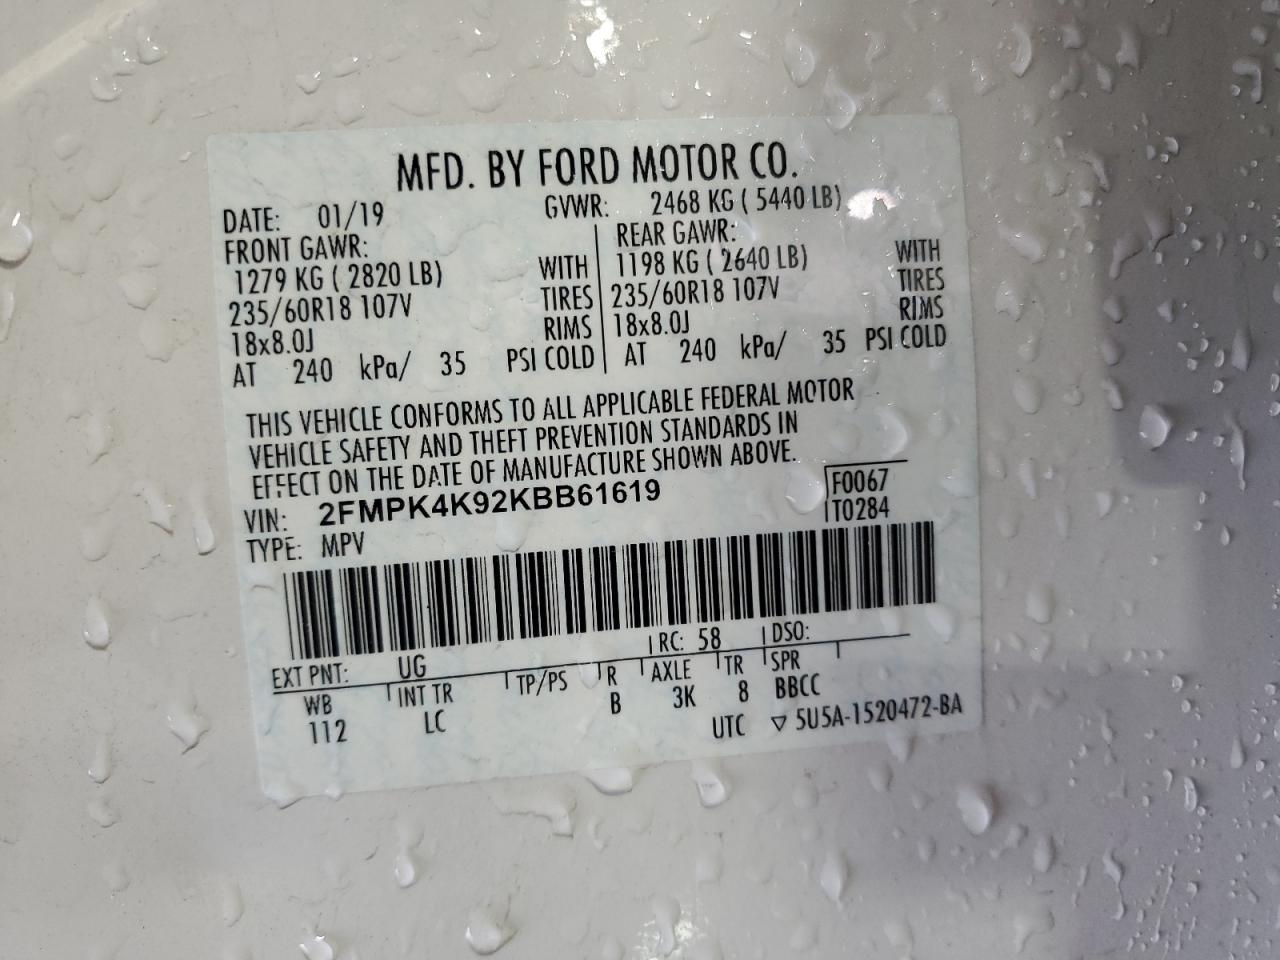 MFD. BY FORD MOTOR CO.
DATE: 01/19 GVWR: 2468 KG ( 5440 LB)
FRONT GAWR: REAR GAWR:
1279 KG ( 2820 LB) WITH 1198 KG ( 2640 LB) WITH
235/60R18 107V TIRES 235/60R18 107V TIRES
18x8.0J RIMS 18x8.0J RIMS
AT 240 kPa/ 35 PSI COLD AT 240 kPa/ 35 PSI COLD
THIS VEHICLE CONFORMS TO ALL APPLICABLE FEDERAL MOTOR
VEHICLE SAFETY AND THEFT PREVENTION STANDARDS IN
EFFECT ON THE DATE OF MANUFACTURE SHOWN ABOVE.
VIN: 2FMPK4K92KBB61619 F0067
TYPE: MPV T0284
EXT PNT: UG RC: 58 DSO:
WB INT TR TP/PS R AXLE TR SPR
112 LC B 3K 8 BBCC
UTC ▽ 5U5A-1520472-BA